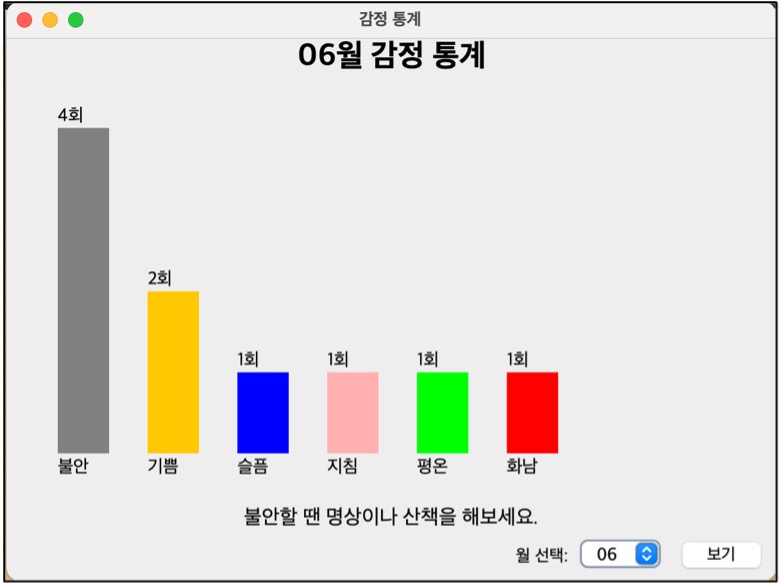 감정 통계
06월 감정 통계
4회
2회
1회 1회 1회 1회
불안 기쁨 슬픔 지침 평온 화남
불안할 땐 명상이나 산책을 해보세요.
월 선택: 06 보기